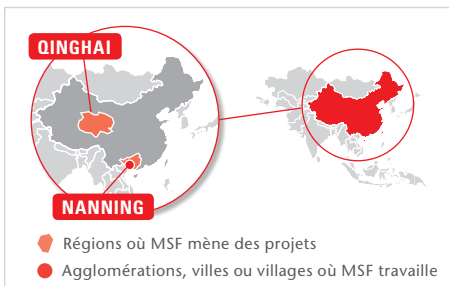 QINGHAI
NANNING
Régions où MSF mène des projets
Agglomérations, villes ou villages où MSF travaille